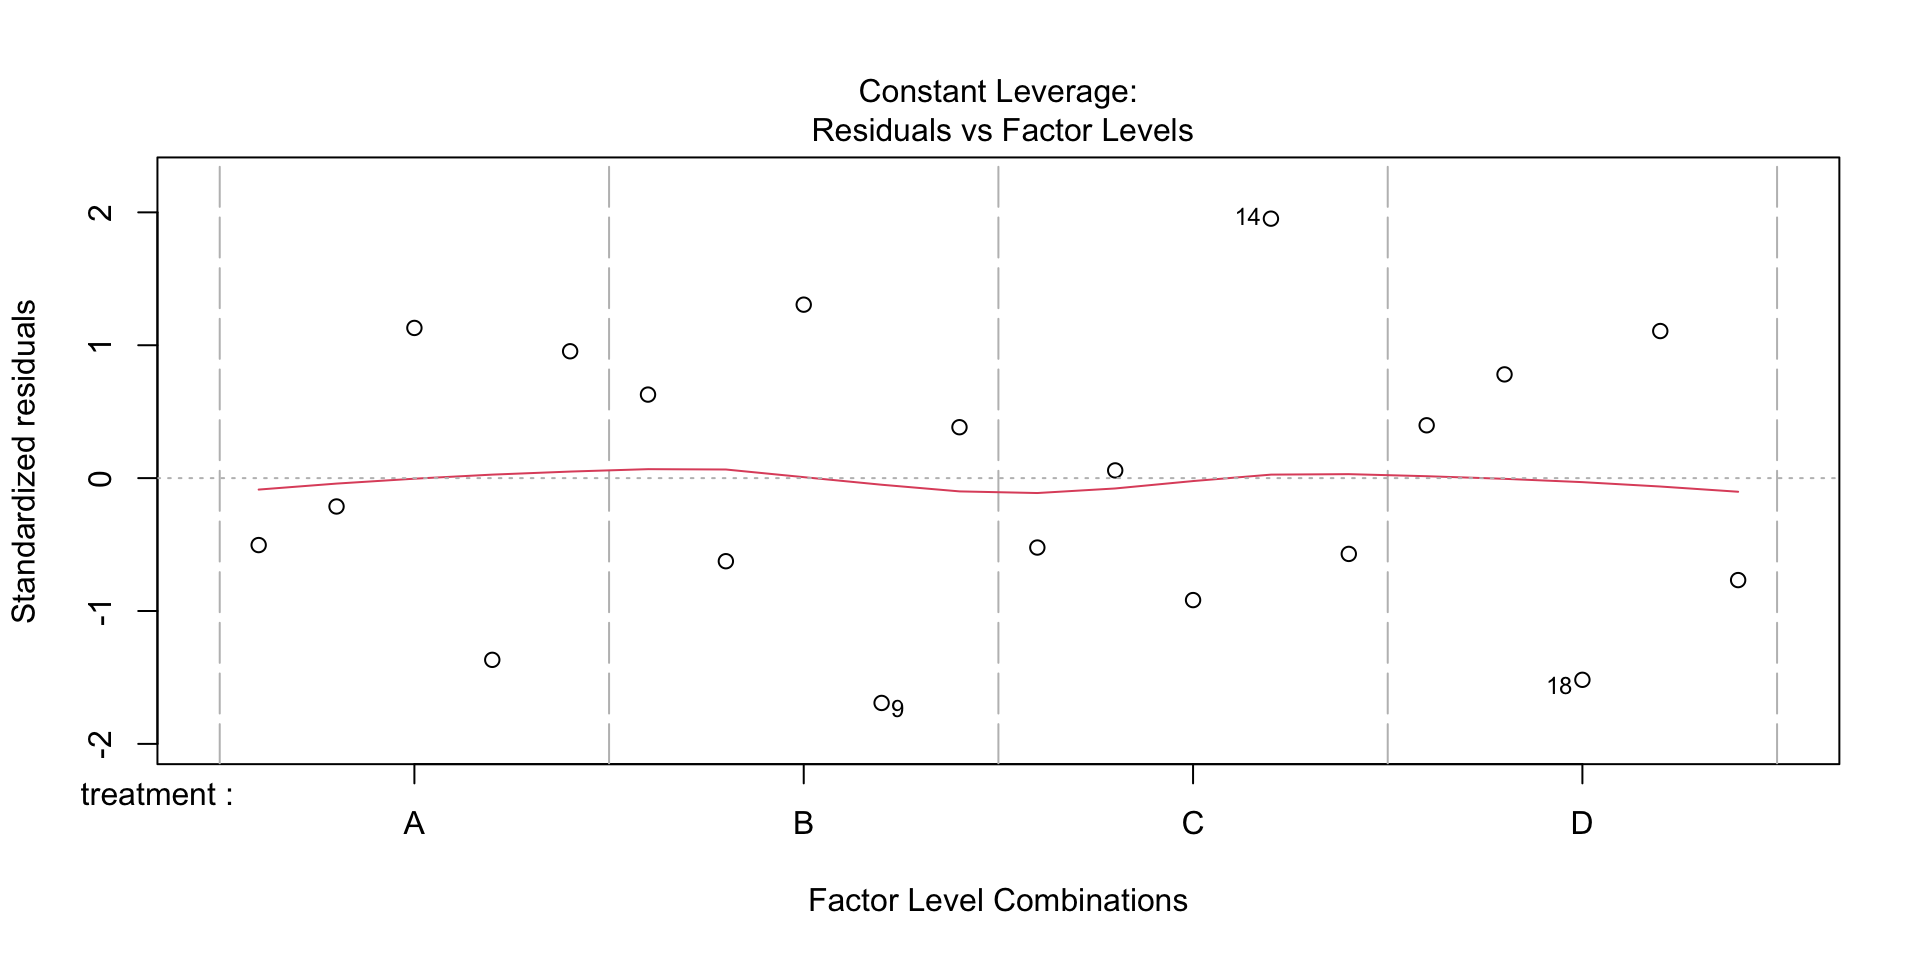 Constant Leverage:
Residuals vs Factor Levels
Standardized residuals
2
1
0
-1
-2
14
9
18
treatment :
A B C D
Factor Level Combinations